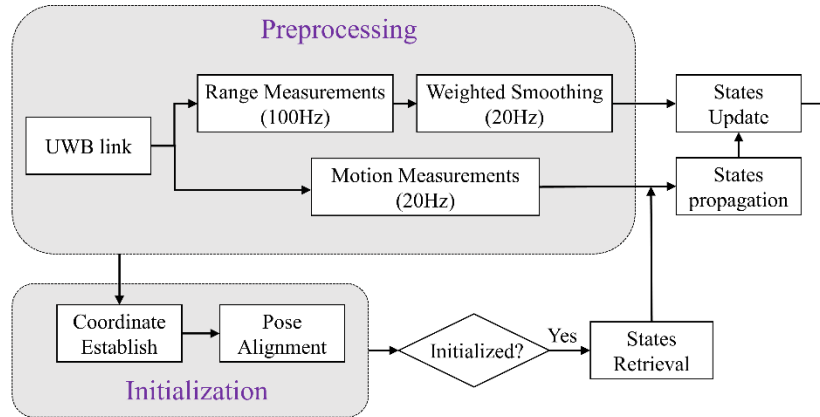 Preprocessing
Range Measurements
(100Hz)
Weighted Smoothing
(20Hz)
States
Update
UWB link
Motion Measurements
(20Hz)
States
propagation
Coordinate
Establish
Pose
Alignment
Initialized?
Yes
States
Retrieval
Initialization